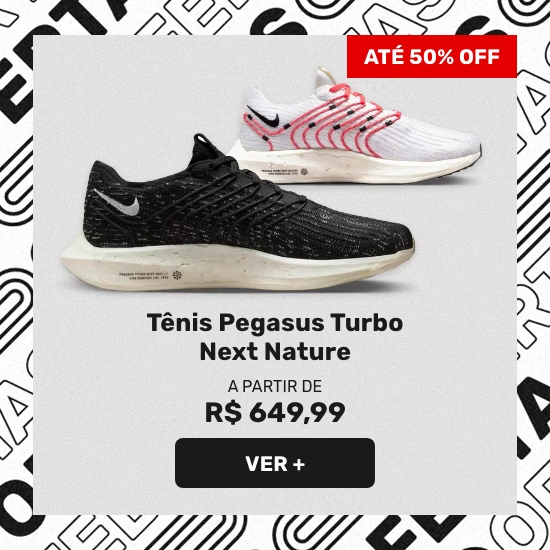 ATÉ 50% OFF
Tênis Pegasus Turbo
Next Nature
A PARTIR DE
R$ 649,99
VER +